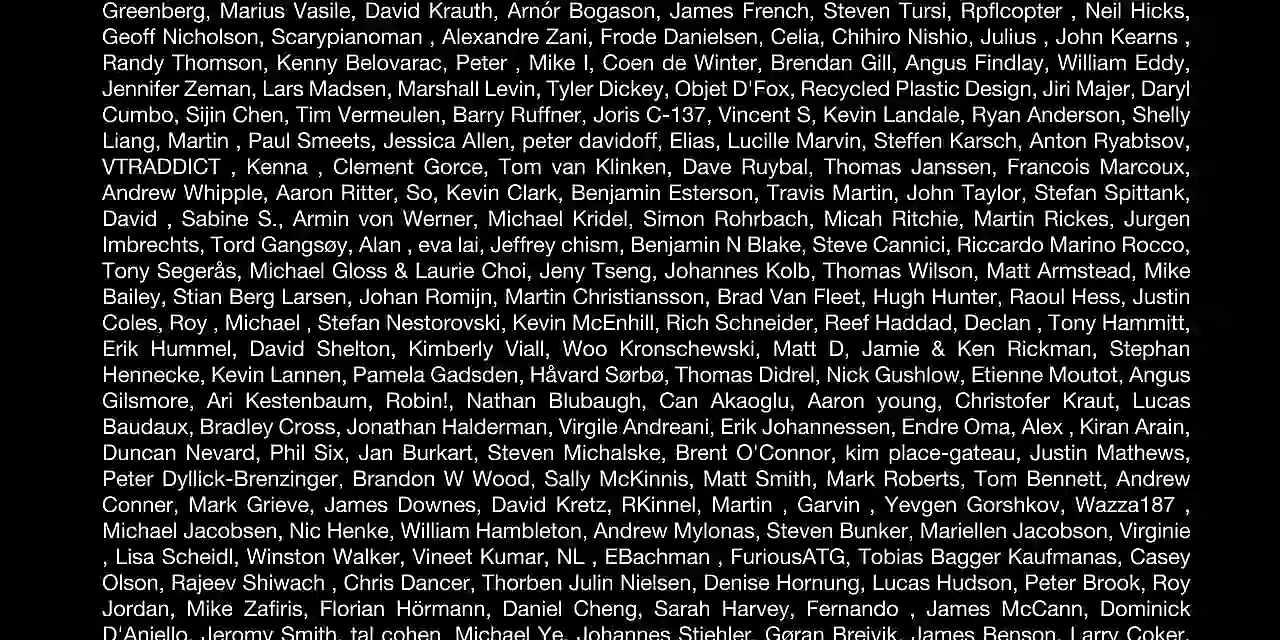 Greenberg, Marius Vasile, David Krauth, Arnór Bogason, James French, Steven Tursi, Rpflcopter , Neil Hicks,
Geoff Nicholson, Scarypianoman , Alexandre Zani, Frode Danielsen, Celia, Chihiro Nishio, Julius , John Kearns ,
Randy Thomson, Kenny Belovarac, Peter , Mike I, Coen de Winter, Brendan Gill, Angus Findlay, William Eddy,
Jennifer Zeman, Lars Madsen, Marshall Levin, Tyler Dickey, Objet D'Fox, Recycled Plastic Design, Jiri Majer, Daryl
Cumbo, Sijin Chen, Tim Vermeulen, Barry Ruffner, Joris C-137, Vincent S, Kevin Landale, Ryan Anderson, Shelly
Liang, Martin , Paul Smeets, Jessica Allen, peter davidoff, Elias, Lucille Marvin, Steffen Karsch, Anton Ryabtsov,
VTRADDICT , Kenna , Clement Gorce, Tom van Klinken, Dave Ruybal, Thomas Janssen, Francois Marcoux,
Andrew Whipple, Aaron Ritter, So, Kevin Clark, Benjamin Esterson, Travis Martin, John Taylor, Stefan Spittank,
David , Sabine S., Armin von Werner, Michael Kridel, Simon Rohrbach, Micah Ritchie, Martin Rickes, Jurgen
Imbrechts, Tord Gangsøy, Alan , eva lai, Jeffrey chism, Benjamin N Blake, Steve Cannici, Riccardo Marino Rocco,
Tony Segerås, Michael Gloss & Laurie Choi, Jeny Tseng, Johannes Kolb, Thomas Wilson, Matt Armstead, Mike
Bailey, Stian Berg Larsen, Johan Romijn, Martin Christiansson, Brad Van Fleet, Hugh Hunter, Raoul Hess, Justin
Coles, Roy , Michael , Stefan Nestorovski, Kevin McEnhill, Rich Schneider, Reef Haddad, Declan , Tony Hammitt,
Erik Hummel, David Shelton, Kimberly Viall, Woo Kronschewski, Matt D, Jamie & Ken Rickman, Stephan
Hennecke, Kevin Lannen, Pamela Gadsden, Håvard Sørbø, Thomas Didrel, Nick Gushlow, Etienne Moutot, Angus
Gilsmore, Ari Kestenbaum, Robin!, Nathan Blubaugh, Can Akaoglu, Aaron young, Christofer Kraut, Lucas
Baudaux, Bradley Cross, Jonathan Halderman, Virgile Andreani, Erik Johannessen, Endre Oma, Alex , Kiran Arain,
Duncan Nevard, Phil Six, Jan Burkart, Steven Michalske, Brent O'Connor, kim place-gateau, Justin Mathews,
Peter Dyllick-Brenzinger, Brandon W Wood, Sally McKinnis, Matt Smith, Mark Roberts, Tom Bennett, Andrew
Conner, Mark Grieve, James Downes, David Kretz, RKinnel, Martin , Garvin , Yevgen Gorshkov, Wazza187 ,
Michael Jacobsen, Nic Henke, William Hambleton, Andrew Mylonas, Steven Bunker, Mariellen Jacobson, Virginie
, Lisa Scheidl, Winston Walker, Vineet Kumar, NL , EBachman , FuriousATG, Tobias Bagger Kaufmanas, Casey
Olson, Rajeev Shiwach , Chris Dancer, Thorben Julin Nielsen, Denise Hornung, Lucas Hudson, Peter Brook, Roy
Jordan, Mike Zafiris, Florian Hörmann, Daniel Cheng, Sarah Harvey, Fernando , James McCann, Dominick
D'Aniello, Jeromy Smith, tal cohen, Michael Ye, Johannes Stiehler, Gøran Breivik, James Benson, Larry Coker,